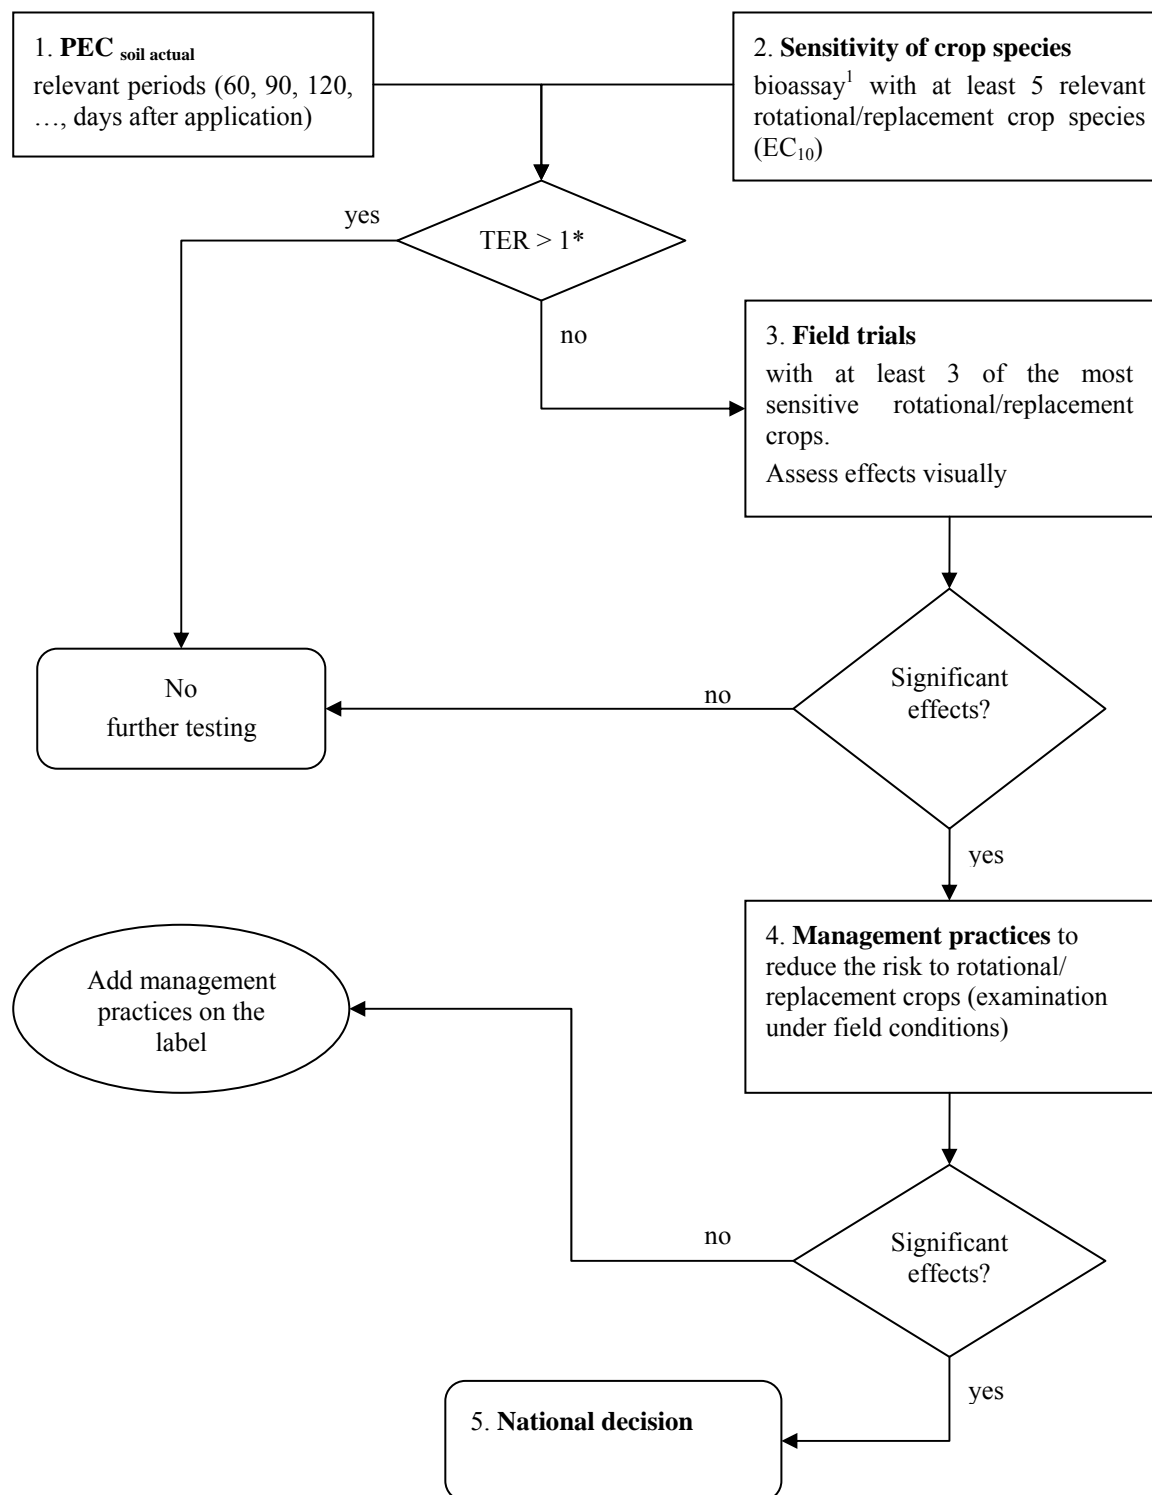 1. PEC soil actual
relevant periods (60, 90, 120,
…, days after application)
2. Sensitivity of crop species
bioassay1 with at least 5 relevant
rotational/replacement crop species
(EC10)
yes
TER > 1*
no
3. Field trials
with at least 3 of the most
sensitive rotational/replacement
crops.
Assess effects visually
No
further testing
no
Significant
effects?
yes
4. Management practices to
reduce the risk to rotational/
replacement crops (examination
under field conditions)
Add management
practices on the
label
no
Significant
effects?
yes
5. National decision